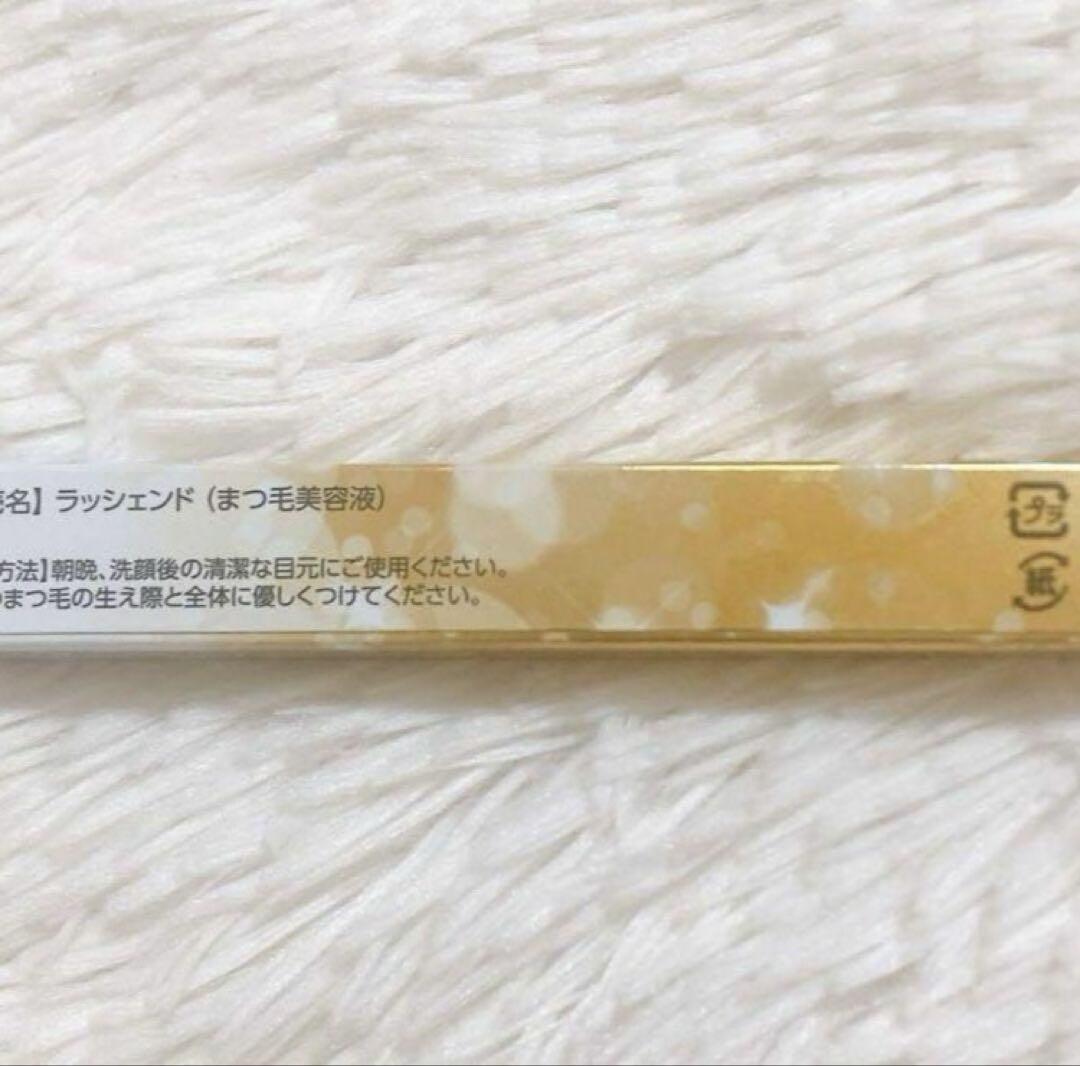 名】ラッシェンド（まつ毛美容液）
方法】朝晩、洗顔後の清潔な目元にご使用ください。
まつ毛の生え際と全体に優しくつけてください。
プラ
紙